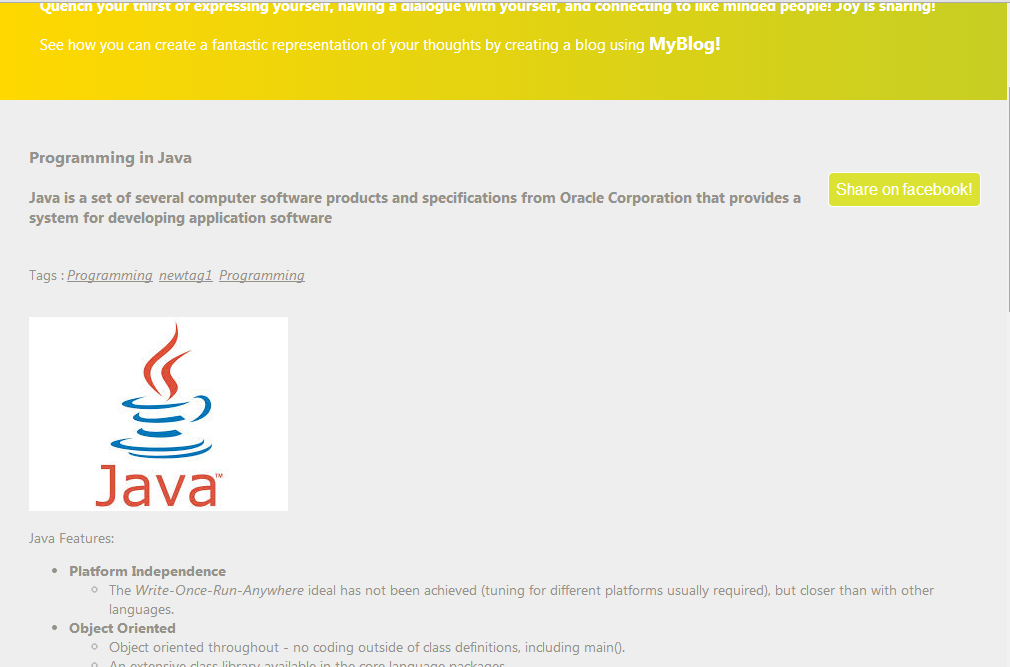 Quench your thirst of expressing yourself, having a dialogue with yourself, and connecting to like minded people! Joy is sharing!
See how you can create a fantastic representation of your thoughts by creating a blog using MyBlog!
Programming in Java
Java is a set of several computer software products and specifications from Oracle Corporation that provides a
system for developing application software
Share on facebook!
Tags : Programming newtag1 Programming
Java™
Java Features:
Platform Independence
The Write-Once-Run-Anywhere ideal has not been achieved (tuning for different platforms usually required), but closer than with other
languages.
Object Oriented
Object oriented throughout - no coding outside of class definitions, including main().
An extensive class library available in the core language packages.